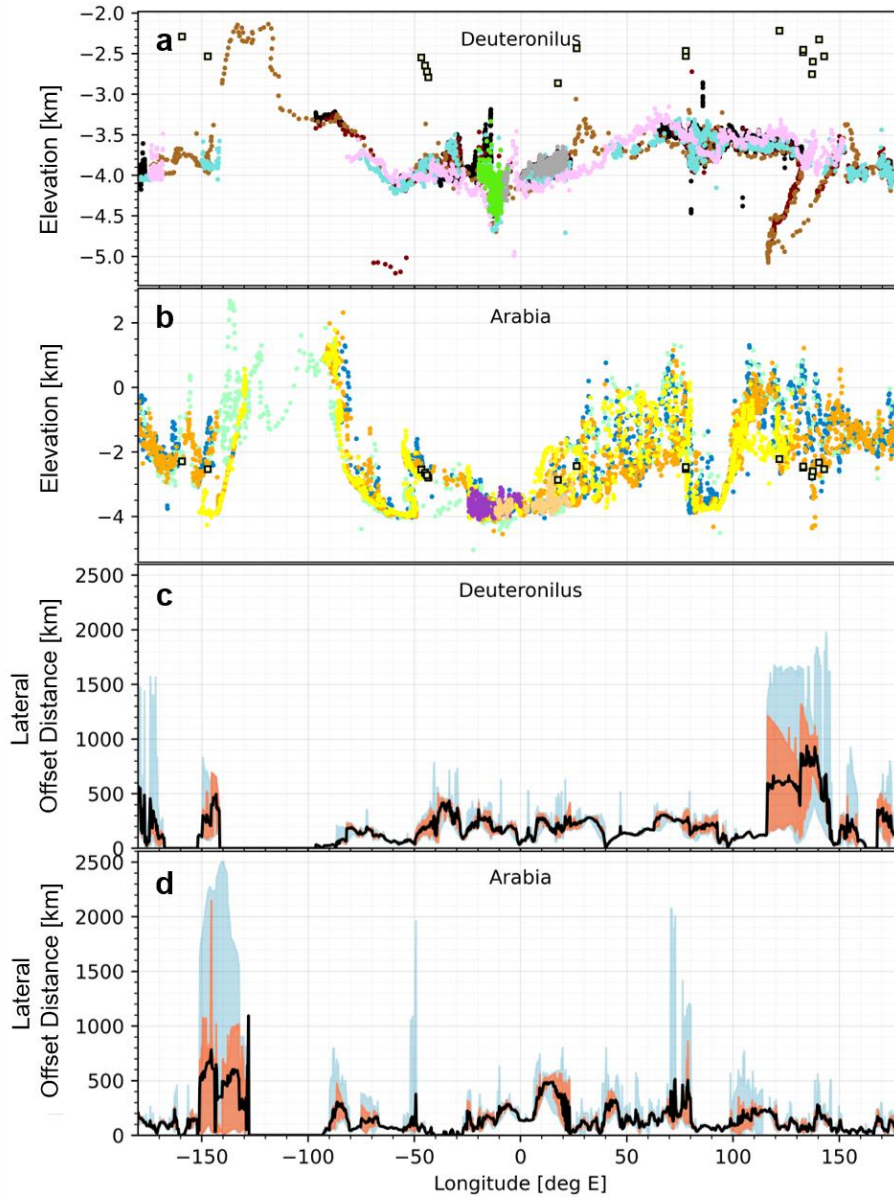 a
Deuteronilus
Elevation [km]
−2.0
−2.5
−3.0
−3.5
−4.0
−4.5
−5.0
b
Arabia
Elevation [km]
2
0
−2
−4
c
Deuteronilus
Lateral
Offset Distance [km]
2500
2000
1500
1000
500
0
d
Arabia
Lateral
Offset Distance [km]
2500
2000
1500
1000
500
0
−150 −100 −50 0 50 100 150
Longitude [deg E]